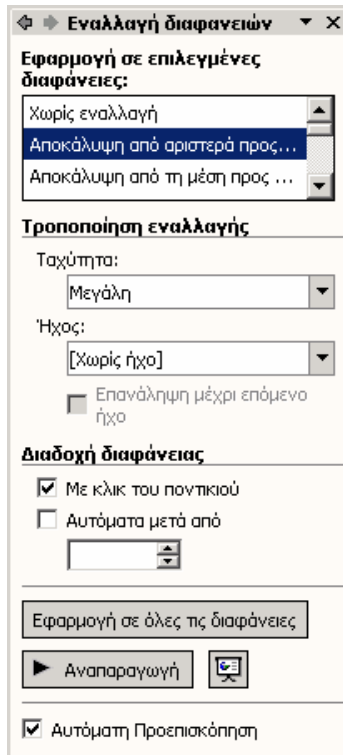 Εναλλαγή διαφανειών
Εφαρμογή σε επιλεγμένες
διαφάνειες:
Χωρίς εναλλαγή
Αποκάλυψη από αριστερά προς...
Αποκάλυψη από τη μέση προς ...
Τροποποίηση εναλλαγής
Ταχύτητα:
Μεγάλη
Ήχος:
[Χωρίς ήχο]
Επανάληψη μέχρι επόμενο
ήχο
Διαδοχή διαφάνειας
Με κλικ του ποντικιού
Αυτόματα μετά από
Εφαρμογή σε όλες τις διαφάνειες
Αναπαραγωγή
Αυτόματη Προεπισκόπηση